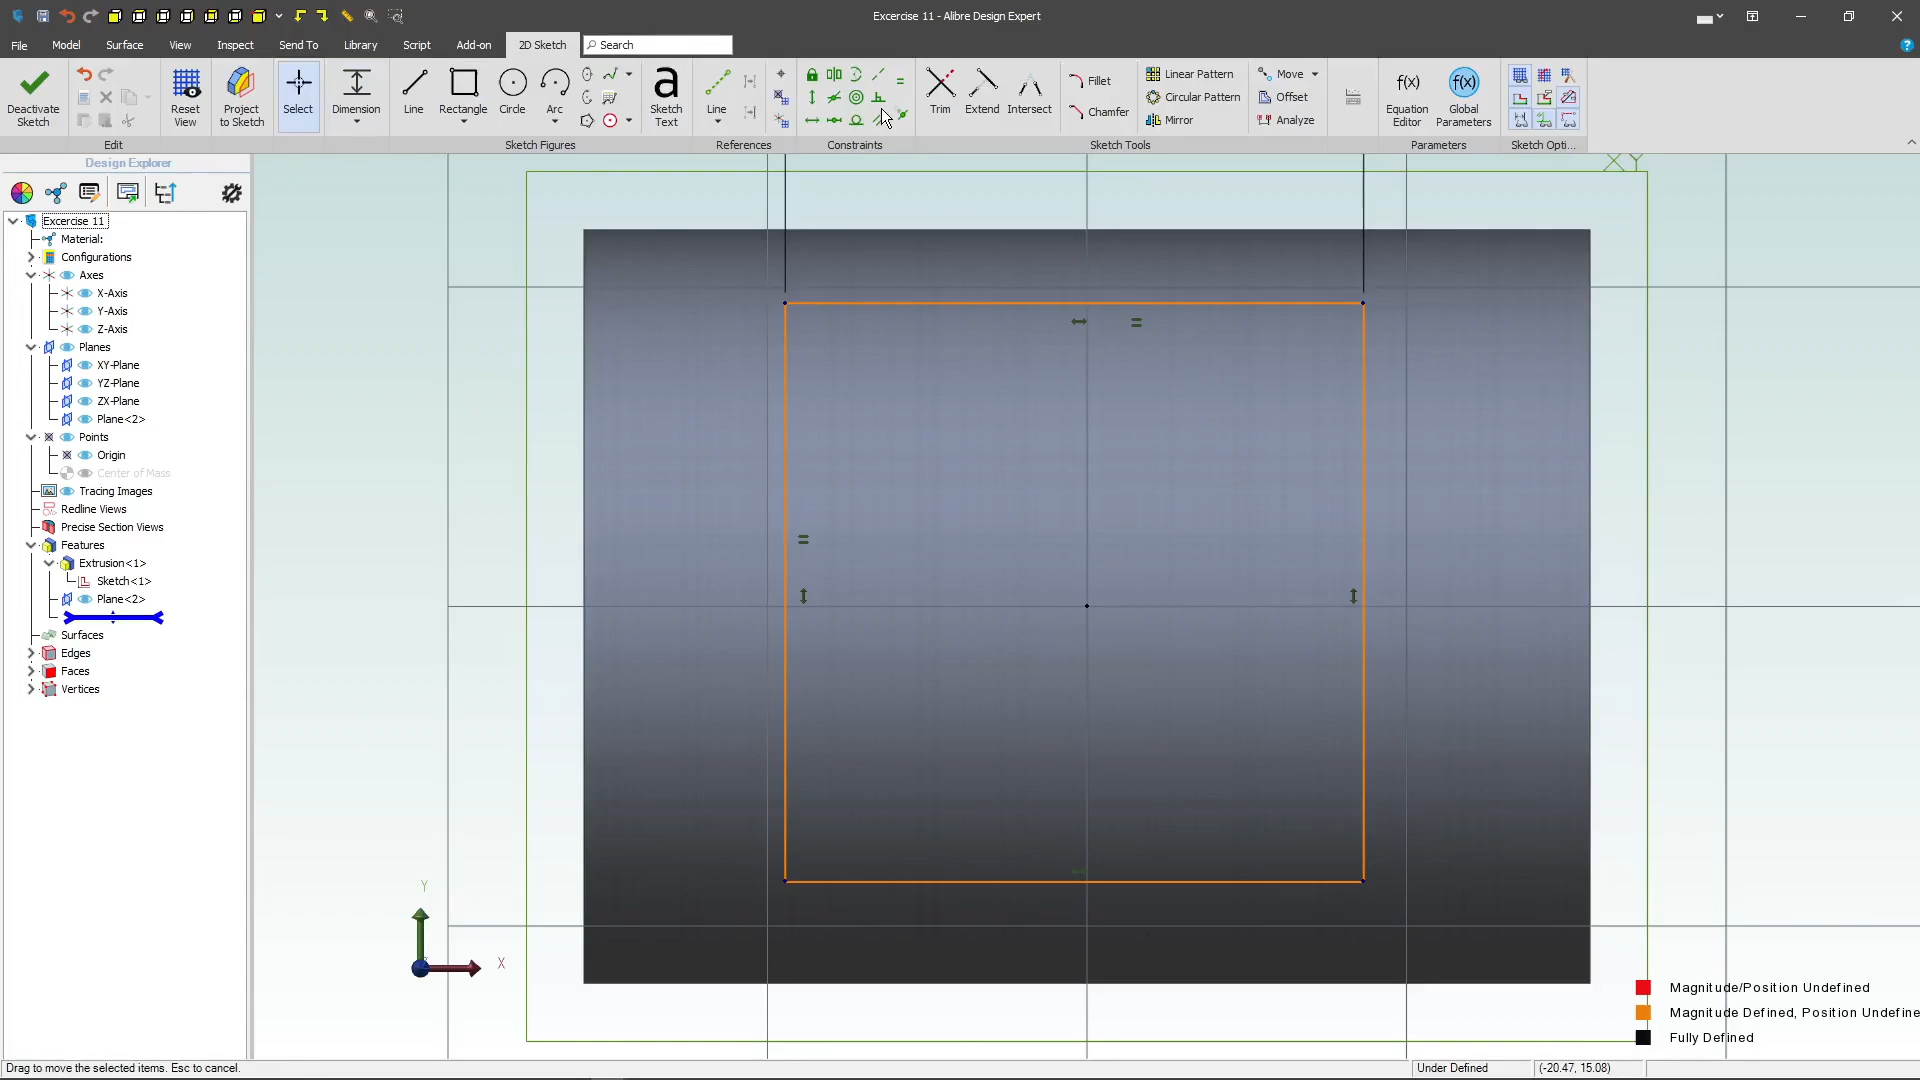 Excercise 11 - Alibre Design Expert
File Model Surface View Inspect Send To Library Script Add-on 2D Sketch Search
Deactivate Sketch
Reset View
Project to Sketch
Select
Dimension
Line
Rectangle
Circle
Arc
a
Sketch Text
Line
Trim
Extend
Intersect
Fillet
Chamfer
Linear Pattern
Circular Pattern
Mirror
Move
Offset
Analyze
f(x)
Equation Editor
f(x)
Global Parameters
Edit
Sketch Figures
References
Constraints
Sketch Tools
Parameters
Sketch Opti...
Design Explorer
Excercise 11
Material:
Configurations
Axes
X-Axis
Y-Axis
Z-Axis
Planes
XY-Plane
YZ-Plane
ZX-Plane
Plane<2>
Points
Origin
Center of Mass
Tracing Images
Redline Views
Precise Section Views
Features
Extrusion<1>
Sketch<1>
Plane<2>
Surfaces
Edges
Faces
Vertices
XY
Y
X
Magnitude/Position Undefined
Magnitude Defined, Position Undefine
Fully Defined
Drag to move the selected items. Esc to cancel.
Under Defined
(-20.47, 15.08)